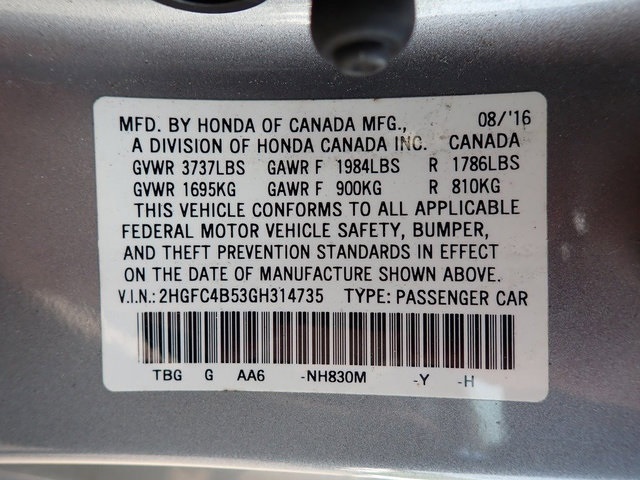 MFD. BY HONDA OF CANADA MFG., 08/'16
A DIVISION OF HONDA CANADA INC. CANADA
GVWR 3737LBS GAWR F 1984LBS R 1786LBS
GVWR 1695KG GAWR F 900KG R 810KG
THIS VEHICLE CONFORMS TO ALL APPLICABLE
FEDERAL MOTOR VEHICLE SAFETY, BUMPER,
AND THEFT PREVENTION STANDARDS IN EFFECT
ON THE DATE OF MANUFACTURE SHOWN ABOVE.
V.I.N.: 2HGFC4B53GH314735 TYPE: PASSENGER CAR
TBG G AA6 -NH830M -Y -H